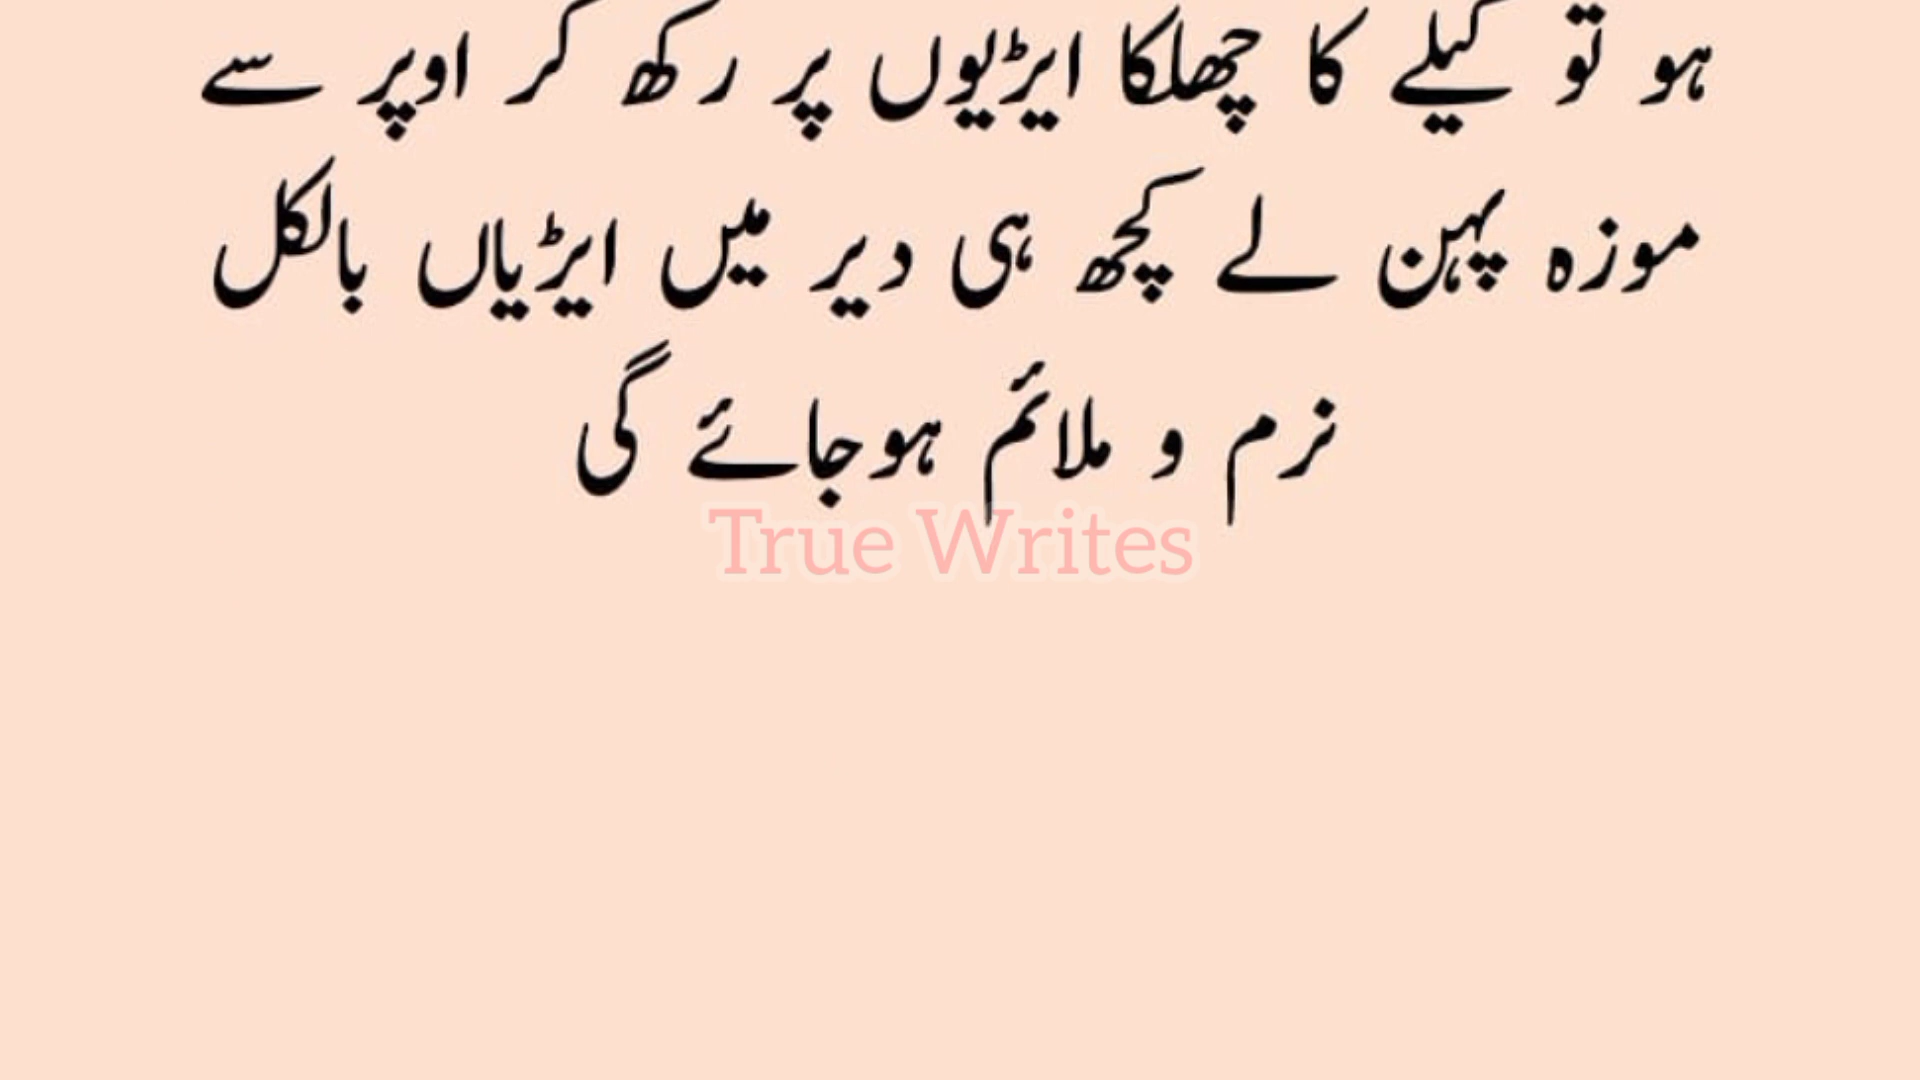 ہو تو کیلے کا چھلکا ایڑیوں پر رکھ کر اوپر سے
موزہ پہن لے کچھ ہی دیر میں ایڑیاں بالکل
نرم و ملائم ہوجائے گی
True Writes